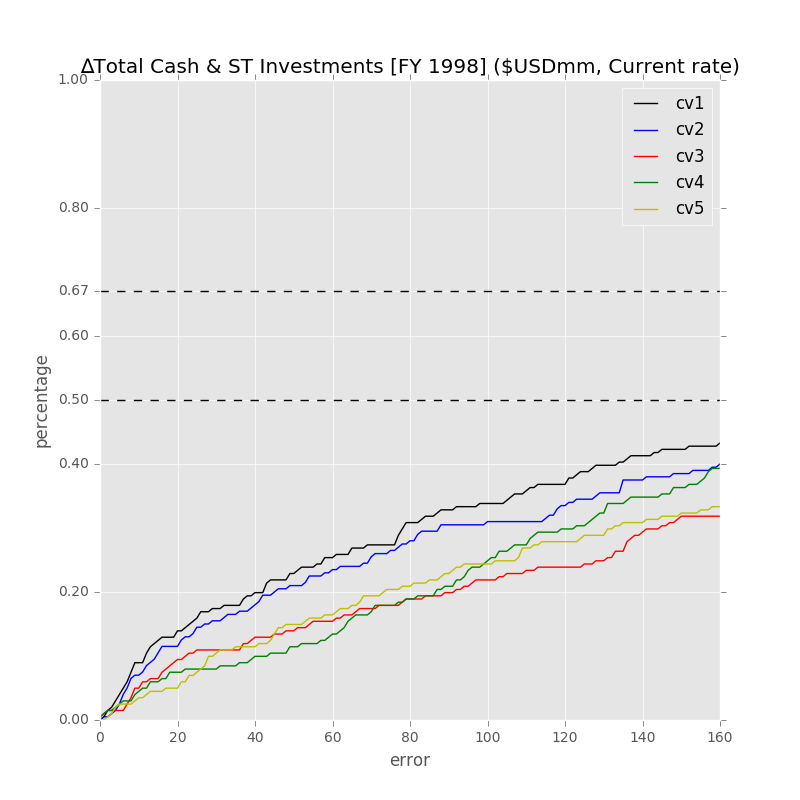 ΔTotal Cash & ST Investments [FY 1998] ($USDmm, Current rate)
1.00
cv1
cv2
cv3
cv4
cv5
0.80
0.67
0.60
0.50
0.40
0.20
0.00
percentage
0 20 40 60 80 100 120 140 160
error